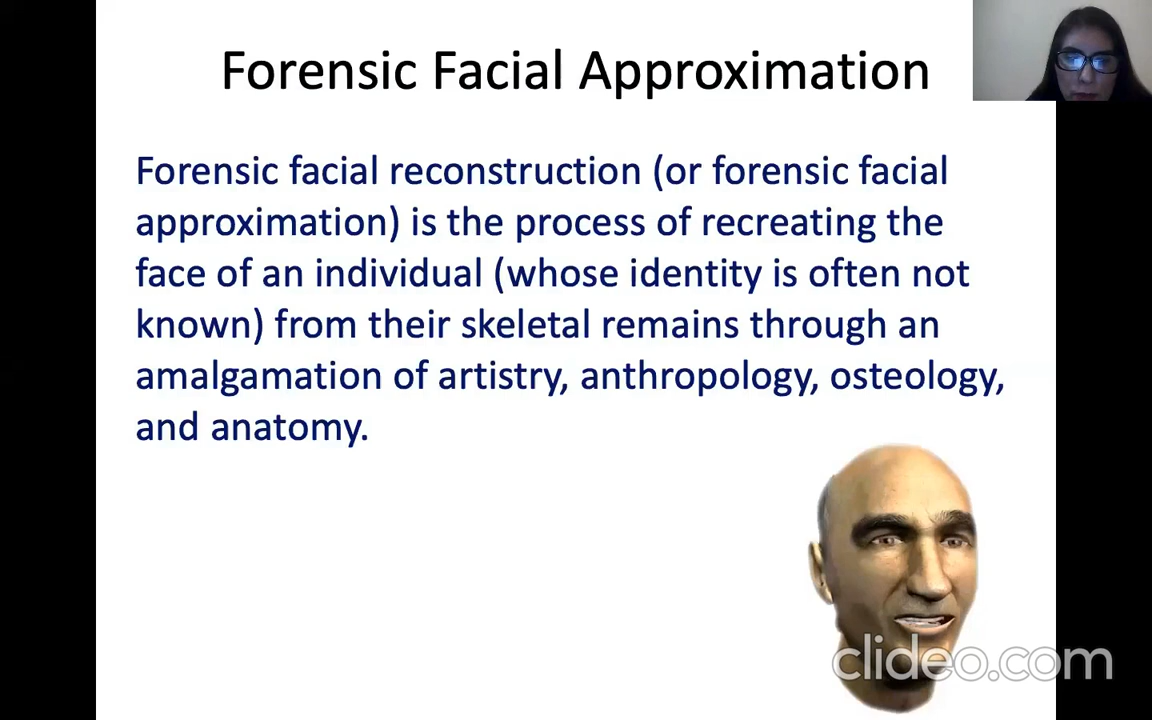 Forensic Facial Approximation
Forensic facial reconstruction (or forensic facial
approximation) is the process of recreating the
face of an individual (whose identity is often not
known) from their skeletal remains through an
amalgamation of artistry, anthropology, osteology,
and anatomy.
clideo.com